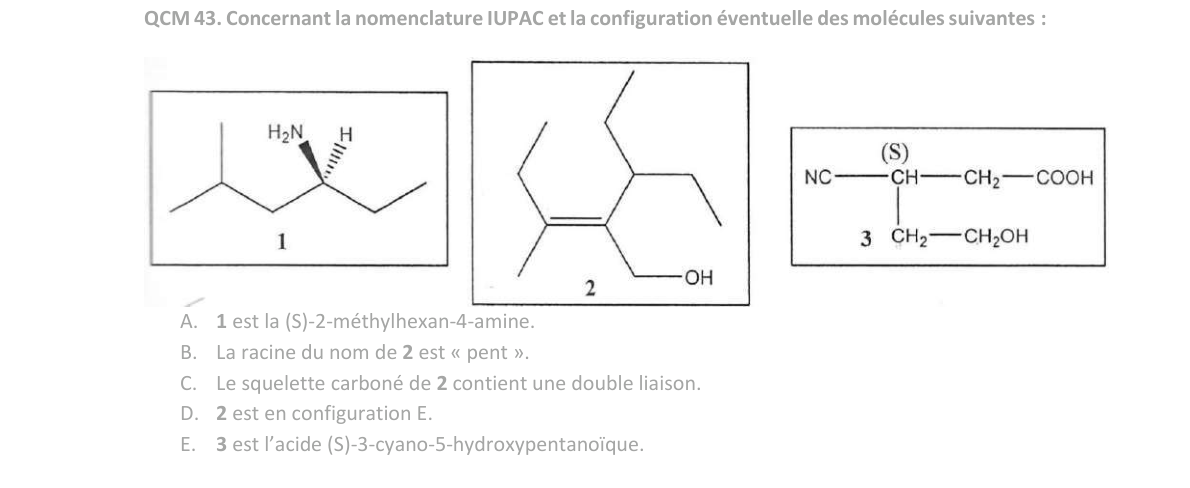 QCM 43. Concernant la nomenclature IUPAC et la configuration éventuelle des molécules suivantes :
H₂N H
1
OH
2
(S)
NC CH CH₂ COOH
3 CH₂ CH₂OH
A. 1 est la (S)-2-méthylhexan-4-amine.
B. La racine du nom de 2 est « pent ».
C. Le squelette carboné de 2 contient une double liaison.
D. 2 est en configuration E.
E. 3 est l’acide (S)-3-cyano-5-hydroxypentanoïque.